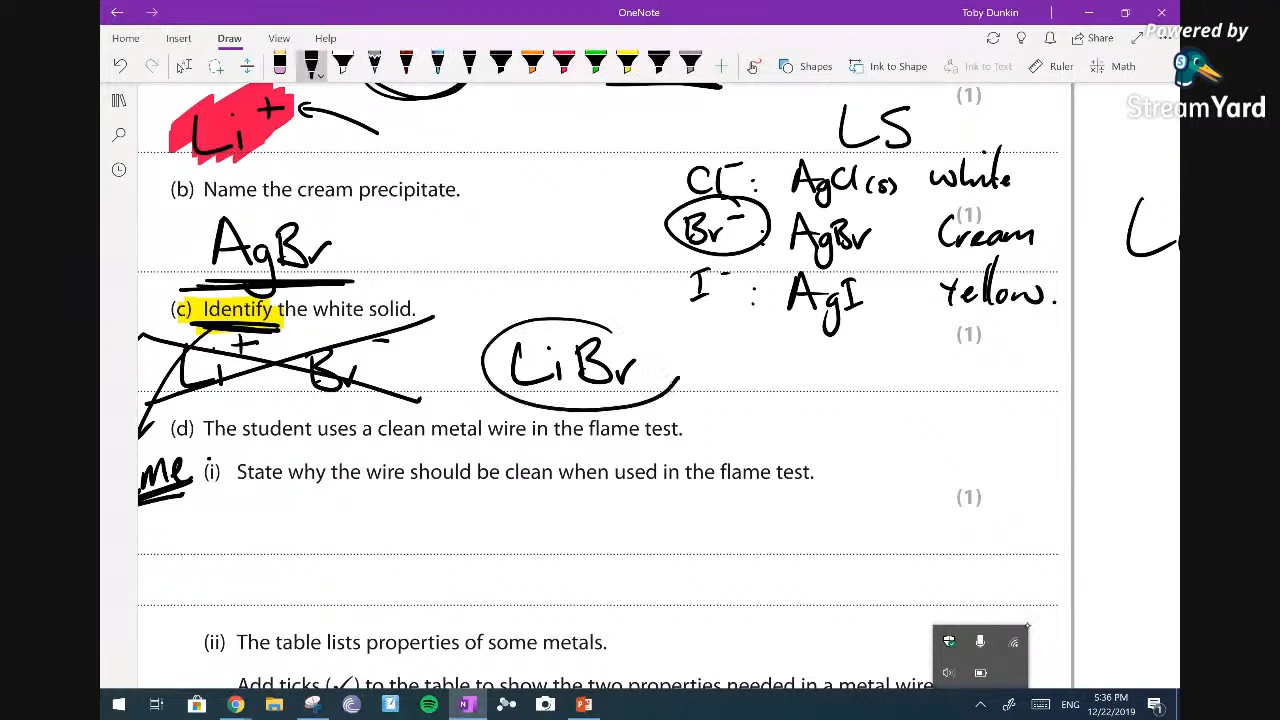 OneNote
Toby Dunkin
Powered by
StreamYard
Home Insert Draw View Help
Share
Shapes Ink to Shape Ink to Text Ruler Math
(1)
Li+
LS
Cl- : AgCl(s) White
(b) Name the cream precipitate.
(1)
Br- : AgBr Cream
AgBr
I- : AgI Yellow.
(c) Identify the white solid.
(1)
Li+ Br-
LiBr
(d) The student uses a clean metal wire in the flame test.
me
(i) State why the wire should be clean when used in the flame test.
(1)
(ii) The table lists properties of some metals.
Add ticks (✓) to the table to show the two properties needed in a metal wire
5:36 PM
12/22/2019